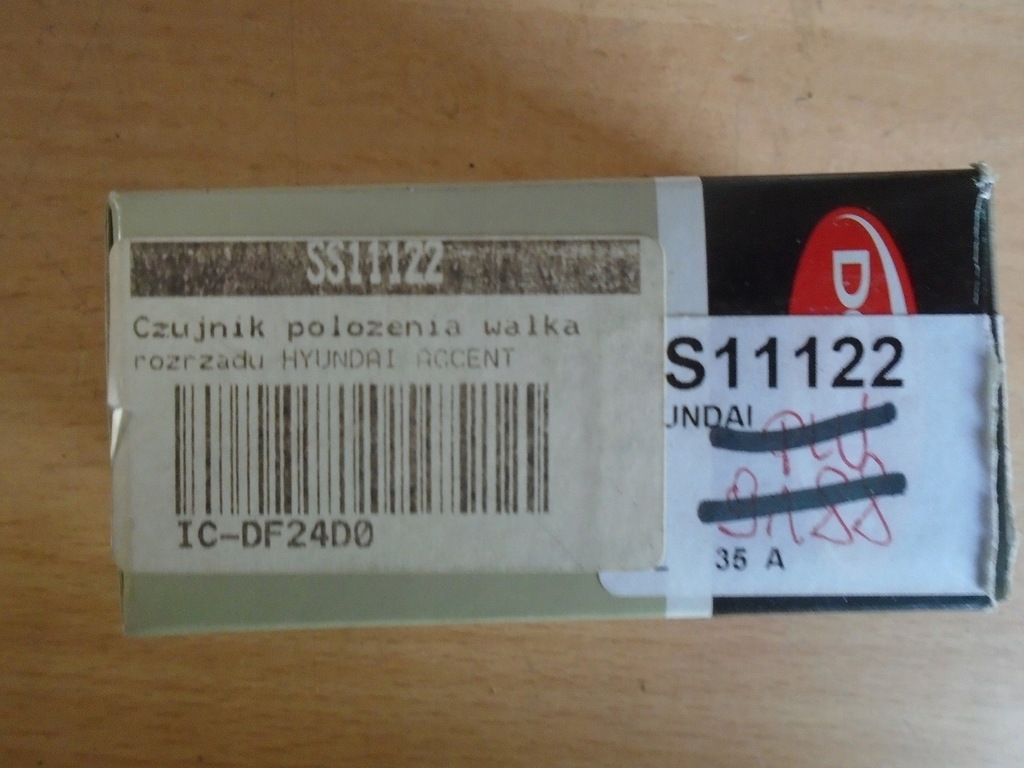 SS11122
Czujnik polozenia walka
rozrzadu HYUNDAI ACCENT
IC-DF24D0
D
S11122
UNDAI
35 A